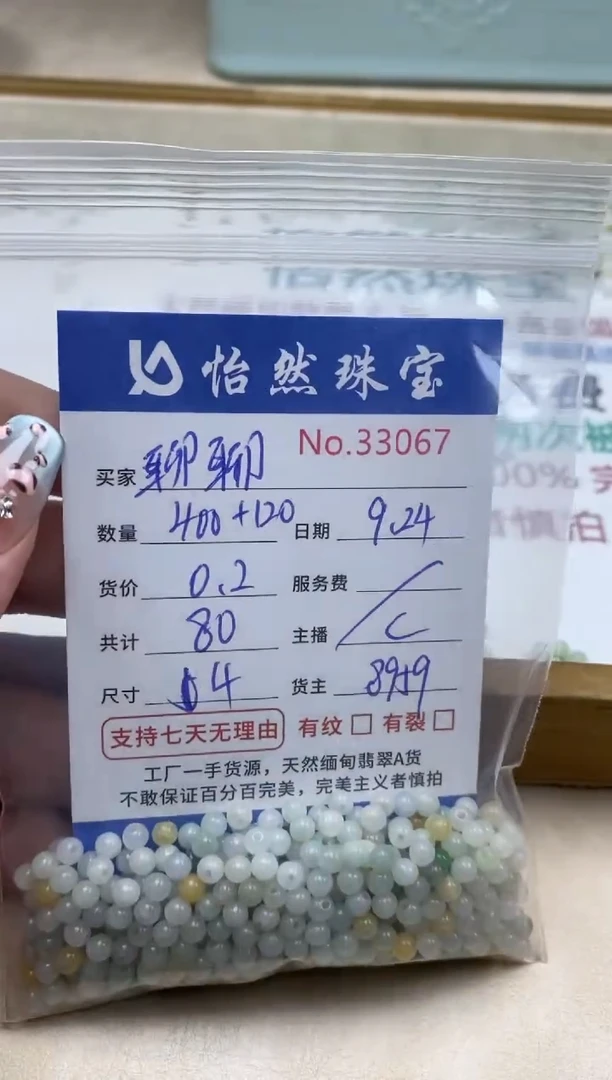 怡然珠宝
No.33067
买家 聊聊
数量 400+120 日期 9.24
货价 0.2 服务费
共计 80 主播 C
尺寸 4 货主 8959
支持七天无理由 有纹 有裂
工厂一手货源，天然缅甸翡翠A货
不敢保证百分百完美，完美主义者慎拍